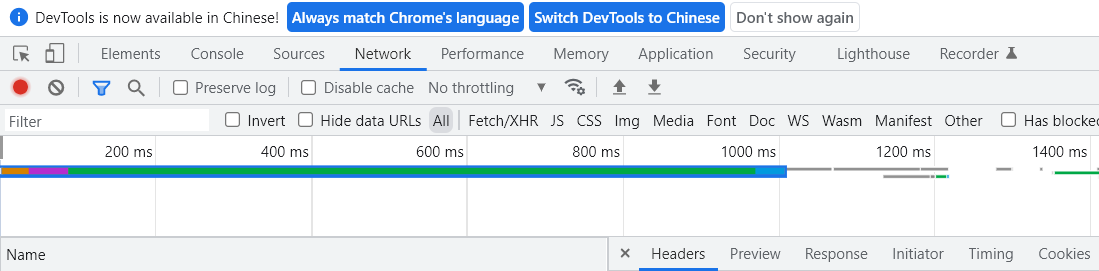 DevTools is now available in Chinese! Always match Chrome's language Switch DevTools to Chinese Don't show again
Elements Console Sources Network Performance Memory Application Security Lighthouse Recorder
Preserve log Disable cache No throttling
Filter Invert Hide data URLs All Fetch/XHR JS CSS Img Media Font Doc WS Wasm Manifest Other Has blocked
200 ms 400 ms 600 ms 800 ms 1000 ms 1200 ms 1400 ms
Name × Headers Preview Response Initiator Timing Cookies